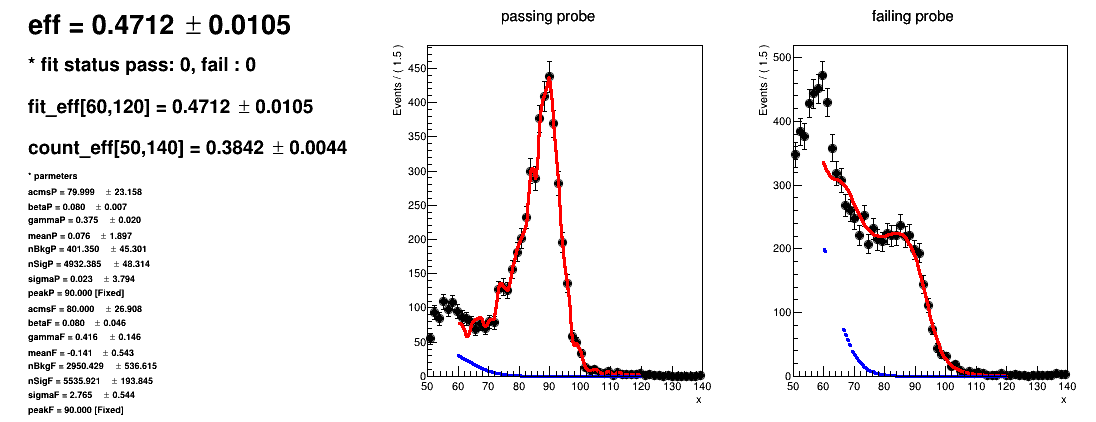 eff = 0.4712 ± 0.0105
* fit status pass: 0, fail : 0
fit_eff[60,120] = 0.4712 ± 0.0105
count_eff[50,140] = 0.3842 ± 0.0044
* parmeters
acmsP = 79.999 ± 23.158
betaP = 0.080 ± 0.007
gammaP = 0.375 ± 0.020
meanP = 0.076 ± 1.897
nBkgP = 401.350 ± 45.301
nSigP = 4932.385 ± 48.314
sigmaP = 0.023 ± 3.794
peakP = 90.000 [Fixed]
acmsF = 80.000 ± 26.908
betaF = 0.080 ± 0.046
gammaF = 0.416 ± 0.146
meanF = -0.141 ± 0.543
nBkgF = 2950.429 ± 536.615
nSigF = 5535.921 ± 193.845
sigmaF = 2.765 ± 0.544
peakF = 90.000 [Fixed]
passing probe
Events / ( 1.5 )
450
400
350
300
250
200
150
100
50
0
50 60 70 80 90 100 110 120 130 140
x
failing probe
Events / ( 1.5 )
500
400
300
200
100
0
50 60 70 80 90 100 110 120 130 140
x